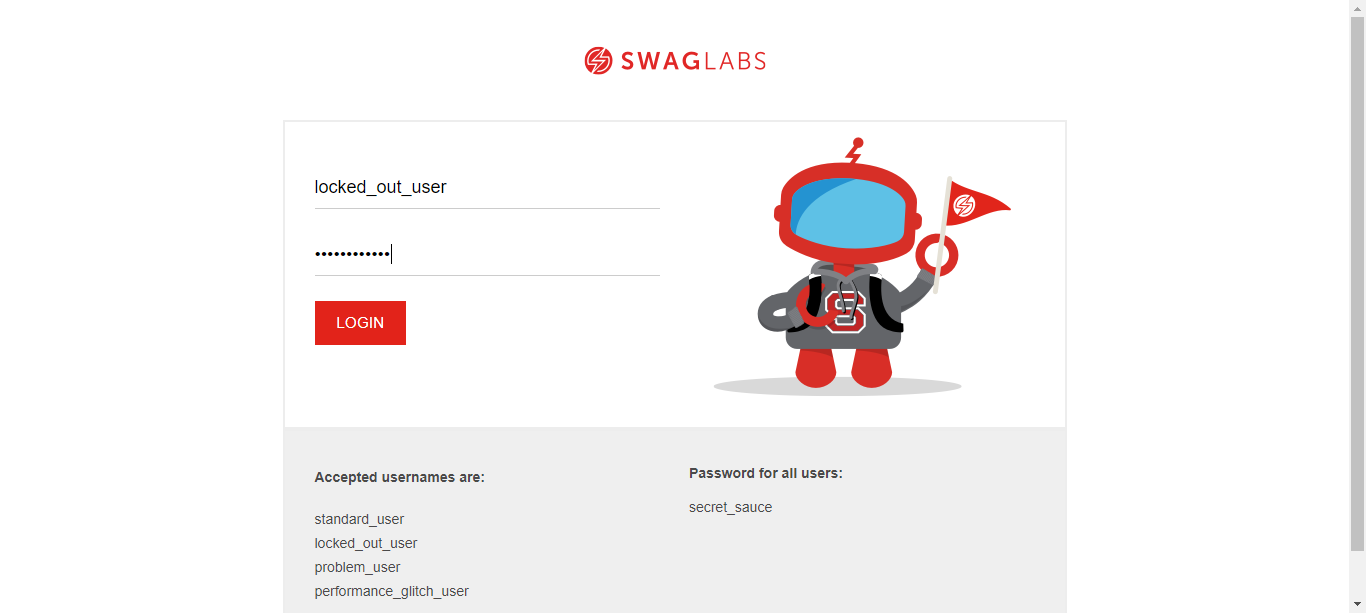 SWAGLABS
locked_out_user
••••••••••••
LOGIN
S
Accepted usernames are:
standard_user
locked_out_user
problem_user
performance_glitch_user
Password for all users:
secret_sauce